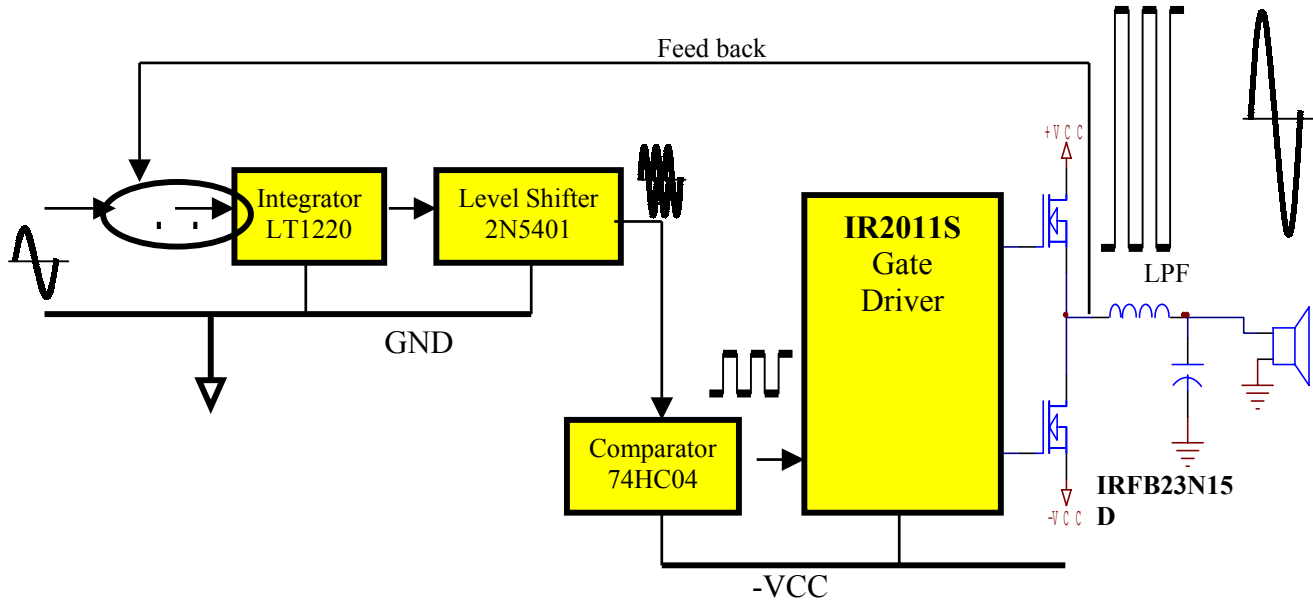 Feed back
+VCC
LPF
Integrator
LT1220
Level Shifter
2N5401
IR2011S
Gate
Driver
GND
Comparator
74HC04
IRFB23N15
D
-VCC
-VCC